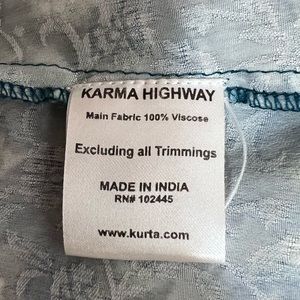 KARMA HIGHWAY
Main Fabric 100% Viscose
Excluding all Trimmings
MADE IN INDIA
RN# 102445
www.kurta.com